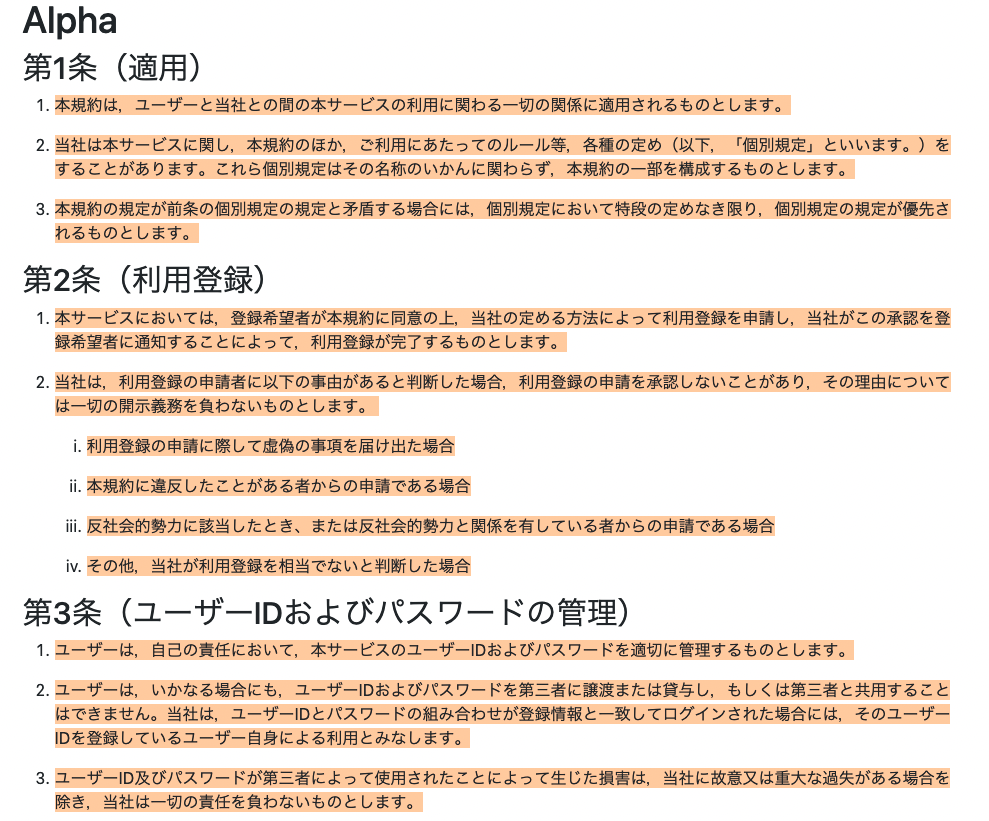 Alpha
第1条（適用）
1. 本規約は，ユーザーと当社との間の本サービスの利用に関わる一切の関係に適用されるものとします。
2. 当社は本サービスに関し，本規約のほか，ご利用にあたってのルール等，各種の定め（以下，「個別規定」といいます。）を
することがあります。これら個別規定はその名称のいかんに関わらず，本規約の一部を構成するものとします。
3. 本規約の規定が前条の個別規定の規定と矛盾する場合には，個別規定において特段の定めなき限り，個別規定の規定が優先さ
れるものとします。
第2条（利用登録）
1. 本サービスにおいては，登録希望者が本規約に同意の上，当社の定める方法によって利用登録を申請し，当社がこの承認を登
録希望者に通知することによって，利用登録が完了するものとします。
2. 当社は，利用登録の申請者に以下の事由があると判断した場合，利用登録の申請を承認しないことがあり，その理由について
は一切の開示義務を負わないものとします。
i. 利用登録の申請に際して虚偽の事項を届け出た場合
ii. 本規約に違反したことがある者からの申請である場合
iii. 反社会的勢力に該当したとき、または反社会的勢力と関係を有している者からの申請である場合
iv. その他，当社が利用登録を相当でないと判断した場合
第3条（ユーザーIDおよびパスワードの管理）
1. ユーザーは，自己の責任において，本サービスのユーザーIDおよびパスワードを適切に管理するものとします。
2. ユーザーは，いかなる場合にも，ユーザーIDおよびパスワードを第三者に譲渡または貸与し，もしくは第三者と共用すること
はできません。当社は，ユーザーIDとパスワードの組み合わせが登録情報と一致してログインされた場合には，そのユーザー
IDを登録しているユーザー自身による利用とみなします。
3. ユーザーID及びパスワードが第三者によって使用されたことによって生じた損害は，当社に故意又は重大な過失がある場合を
除き，当社は一切の責任を負わないものとします。